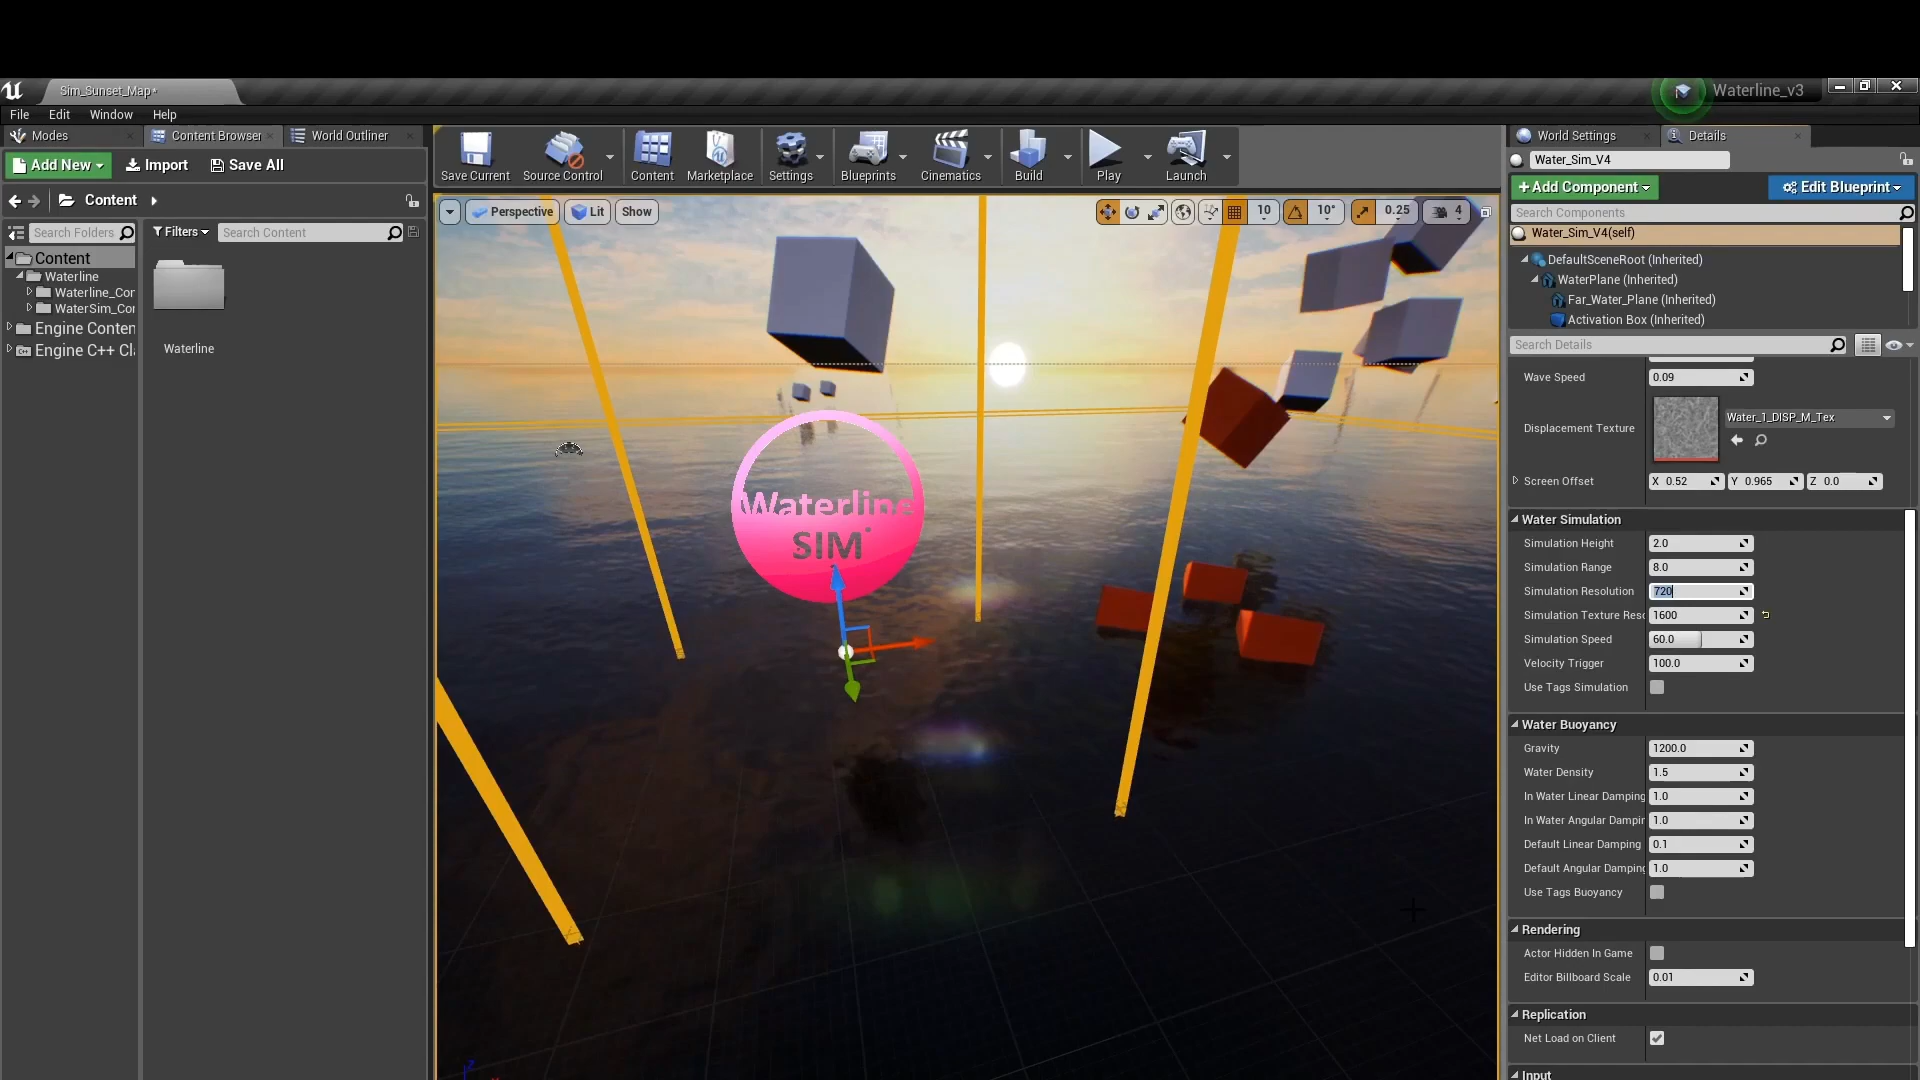 Sim_Sunset_Map*
Waterline_v3
File Edit Window Help
Modes
Content Browser
World Outliner
Add New
Import
Save All
Content
Search Folders
Filters
Search Content
Content
Waterline
Waterline_Con
WaterSim_Con
Engine Conten
Engine C++ Cl
Waterline
Save Current
Source Control
Content
Marketplace
Settings
Blueprints
Cinematics
Build
Play
Launch
Perspective
Lit
Show
10
10°
0.25
4
Waterline
SIM
World Settings
Details
Water_Sim_V4
+Add Component
Edit Blueprint
Search Components
Water_Sim_V4(self)
DefaultSceneRoot (Inherited)
WaterPlane (Inherited)
Far_Water_Plane (Inherited)
Activation Box (Inherited)
Search Details
Wave Speed 0.09
Displacement Texture Water_1_DISP_M_Tex
Screen Offset X 0.52 Y 0.965 Z 0.0
Water Simulation
Simulation Height 2.0
Simulation Range 8.0
Simulation Resolution 720
Simulation Texture Reso 1600
Simulation Speed 60.0
Velocity Trigger 100.0
Use Tags Simulation
Water Buoyancy
Gravity 1200.0
Water Density 1.5
In Water Linear Damping 1.0
In Water Angular Dampin 1.0
Default Linear Damping 0.1
Default Angular Damping 1.0
Use Tags Buoyancy
Rendering
Actor Hidden In Game
Editor Billboard Scale 0.01
Replication
Net Load on Client
Input